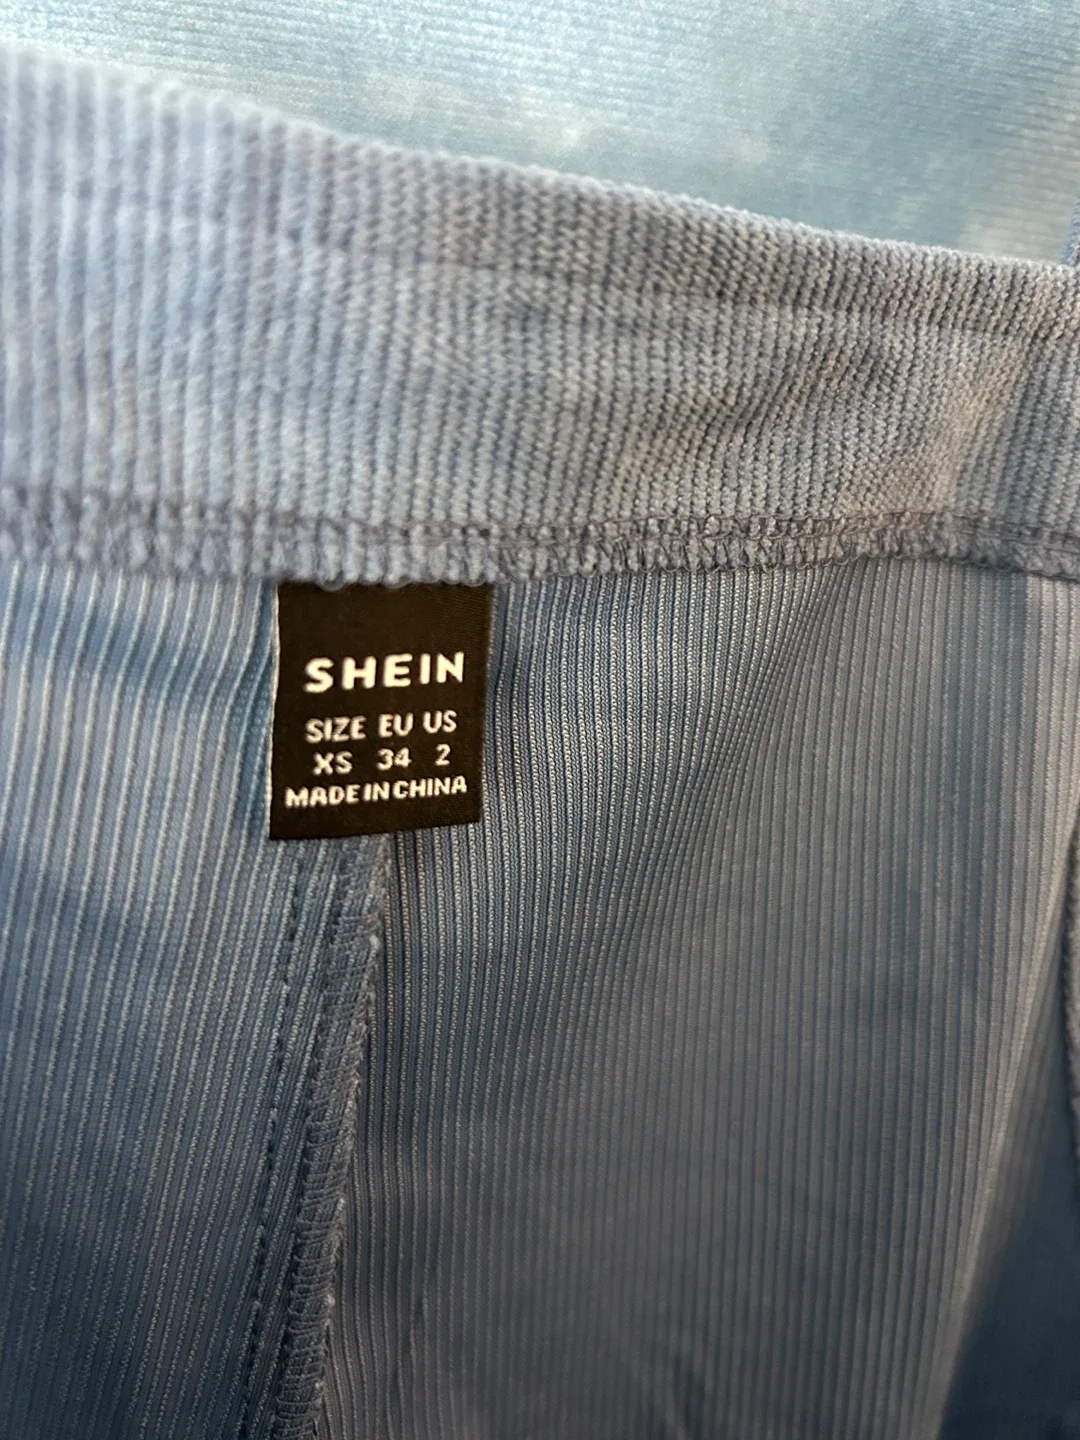 SHEIN
SIZE EU US
XS 34 2
MADE IN CHINA